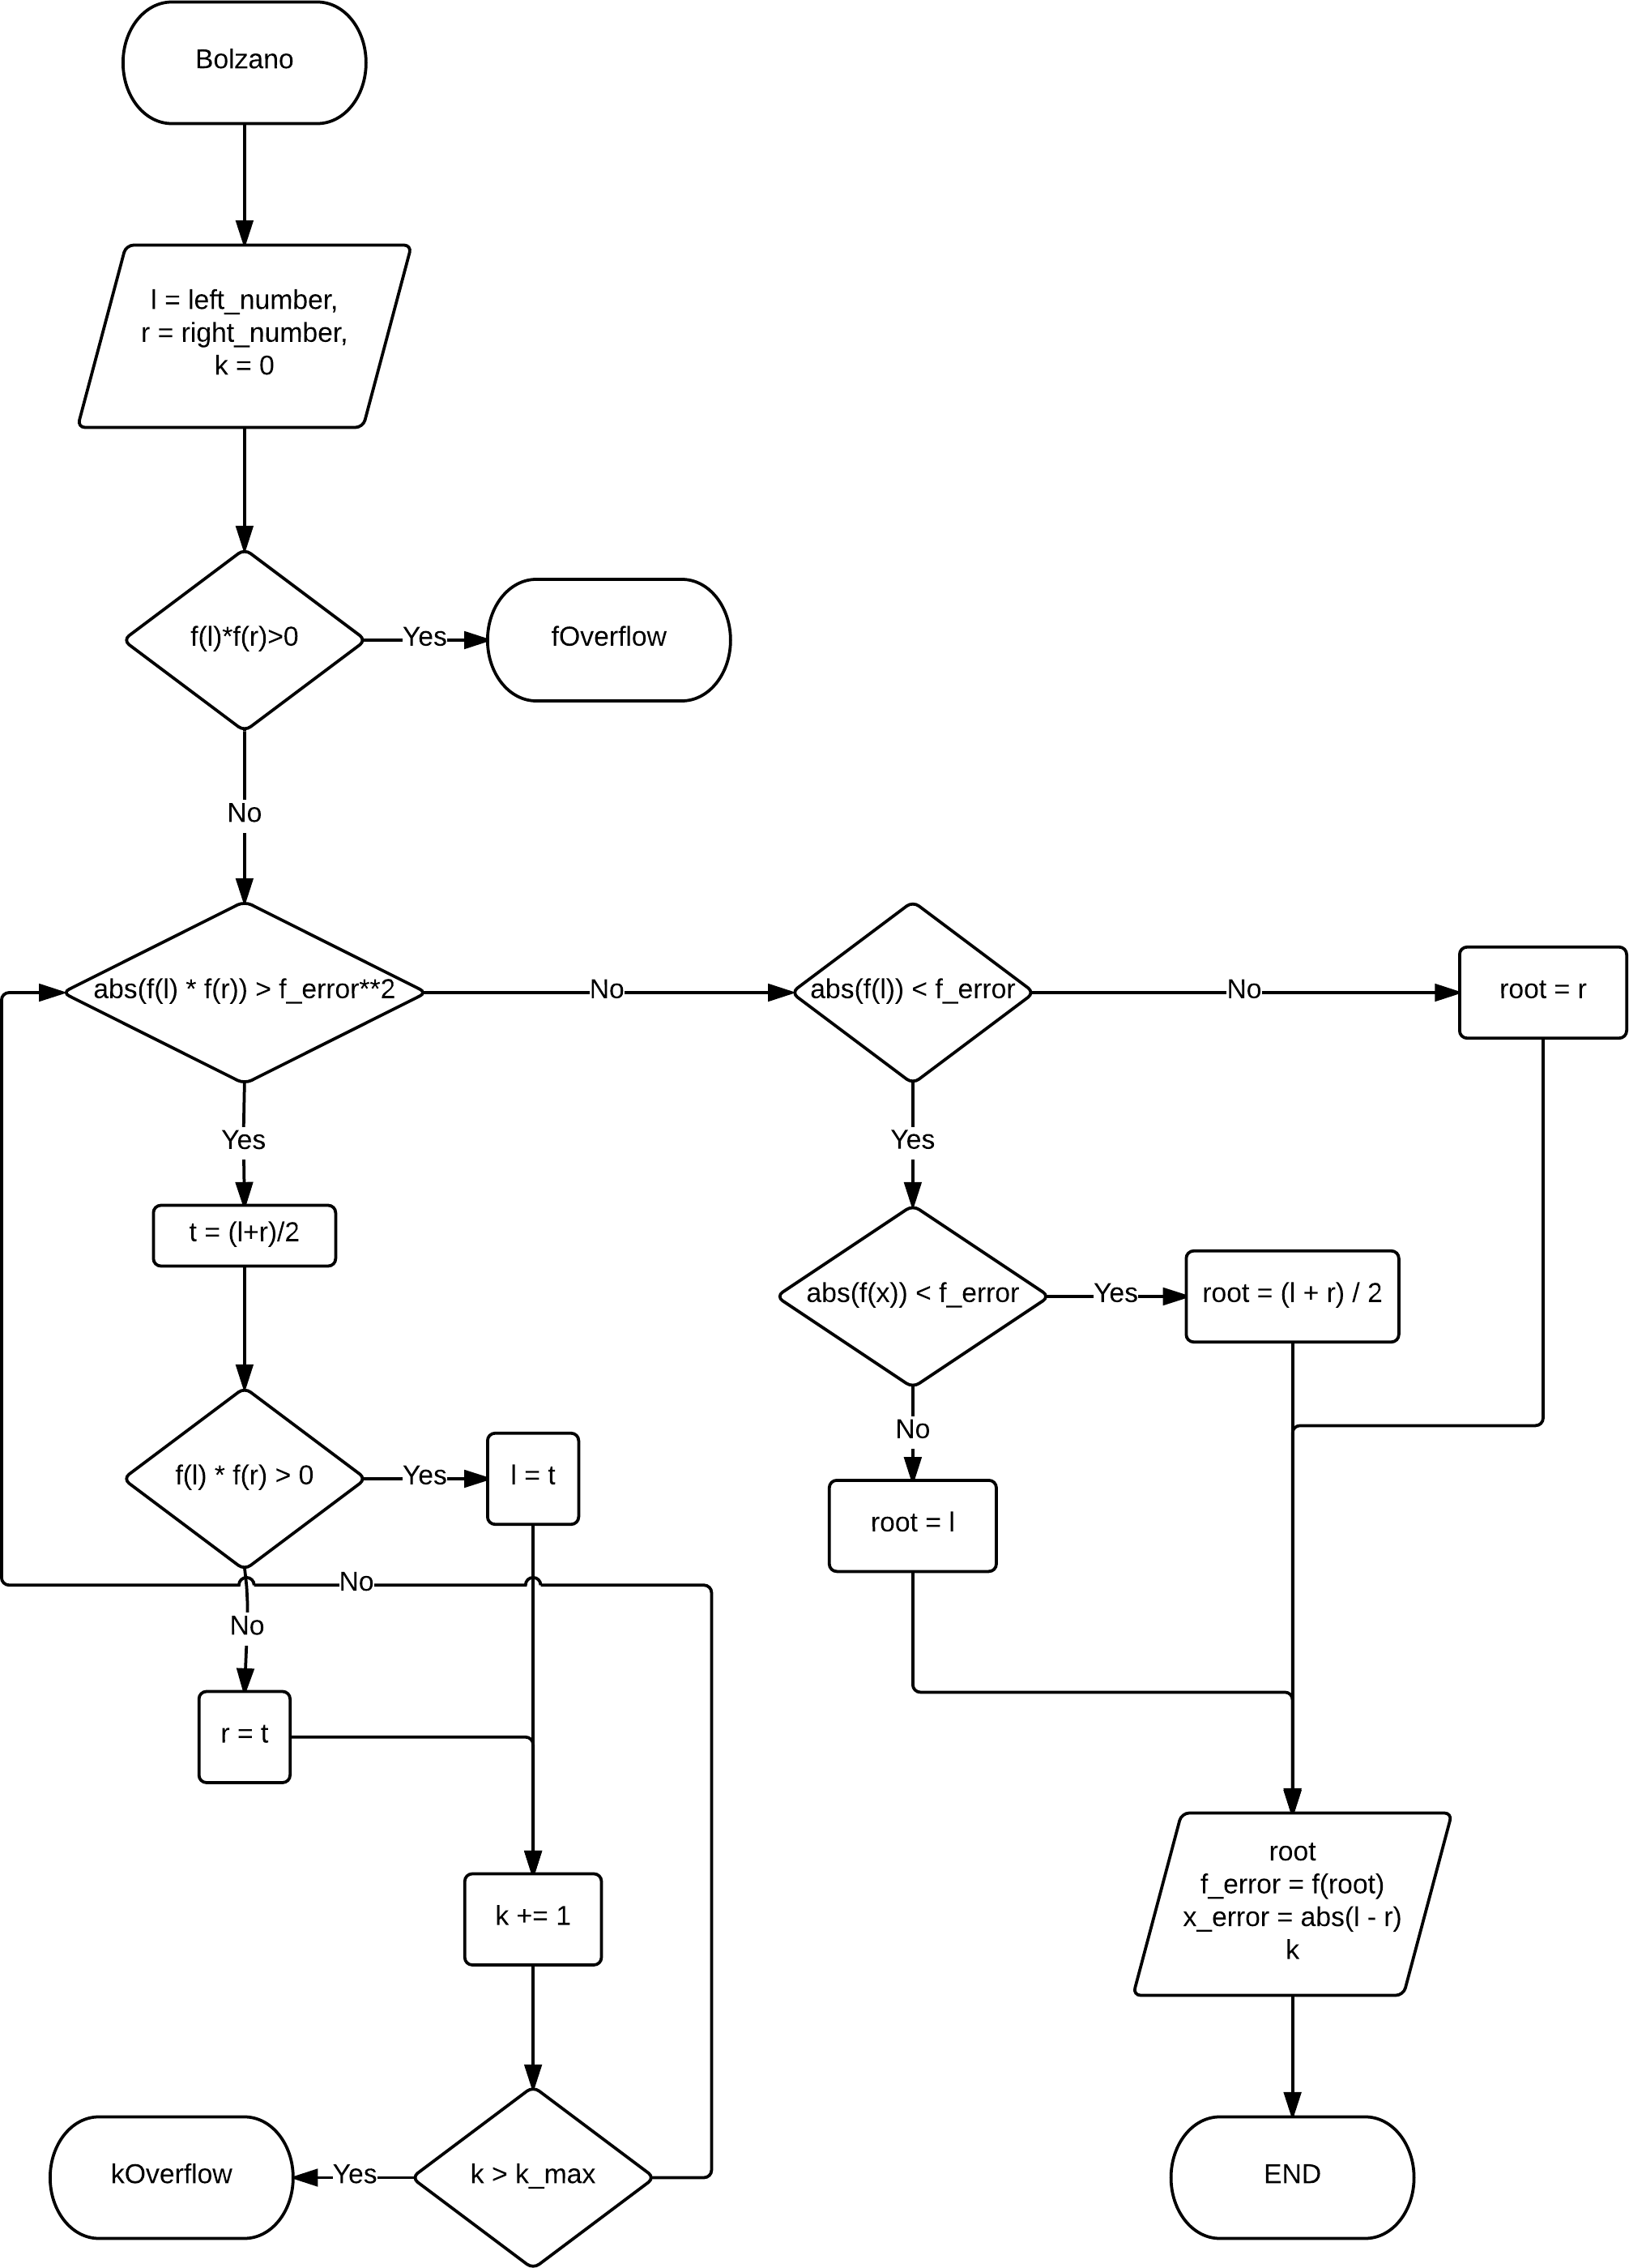 Bolzano
l = left_number,
r = right_number,
k = 0
f(l)*f(r)>0
Yes
fOverflow
No
abs(f(l) * f(r)) > f_error**2
No
abs(f(l)) < f_error
No
root = r
Yes
Yes
t = (l+r)/2
abs(f(x)) < f_error
Yes
root = (l + r) / 2
No
f(l) * f(r) > 0
Yes
l = t
root = l
No
No
r = t
root
f_error = f(root)
x_error = abs(l - r)
k
k += 1
kOverflow
Yes
k > k_max
END